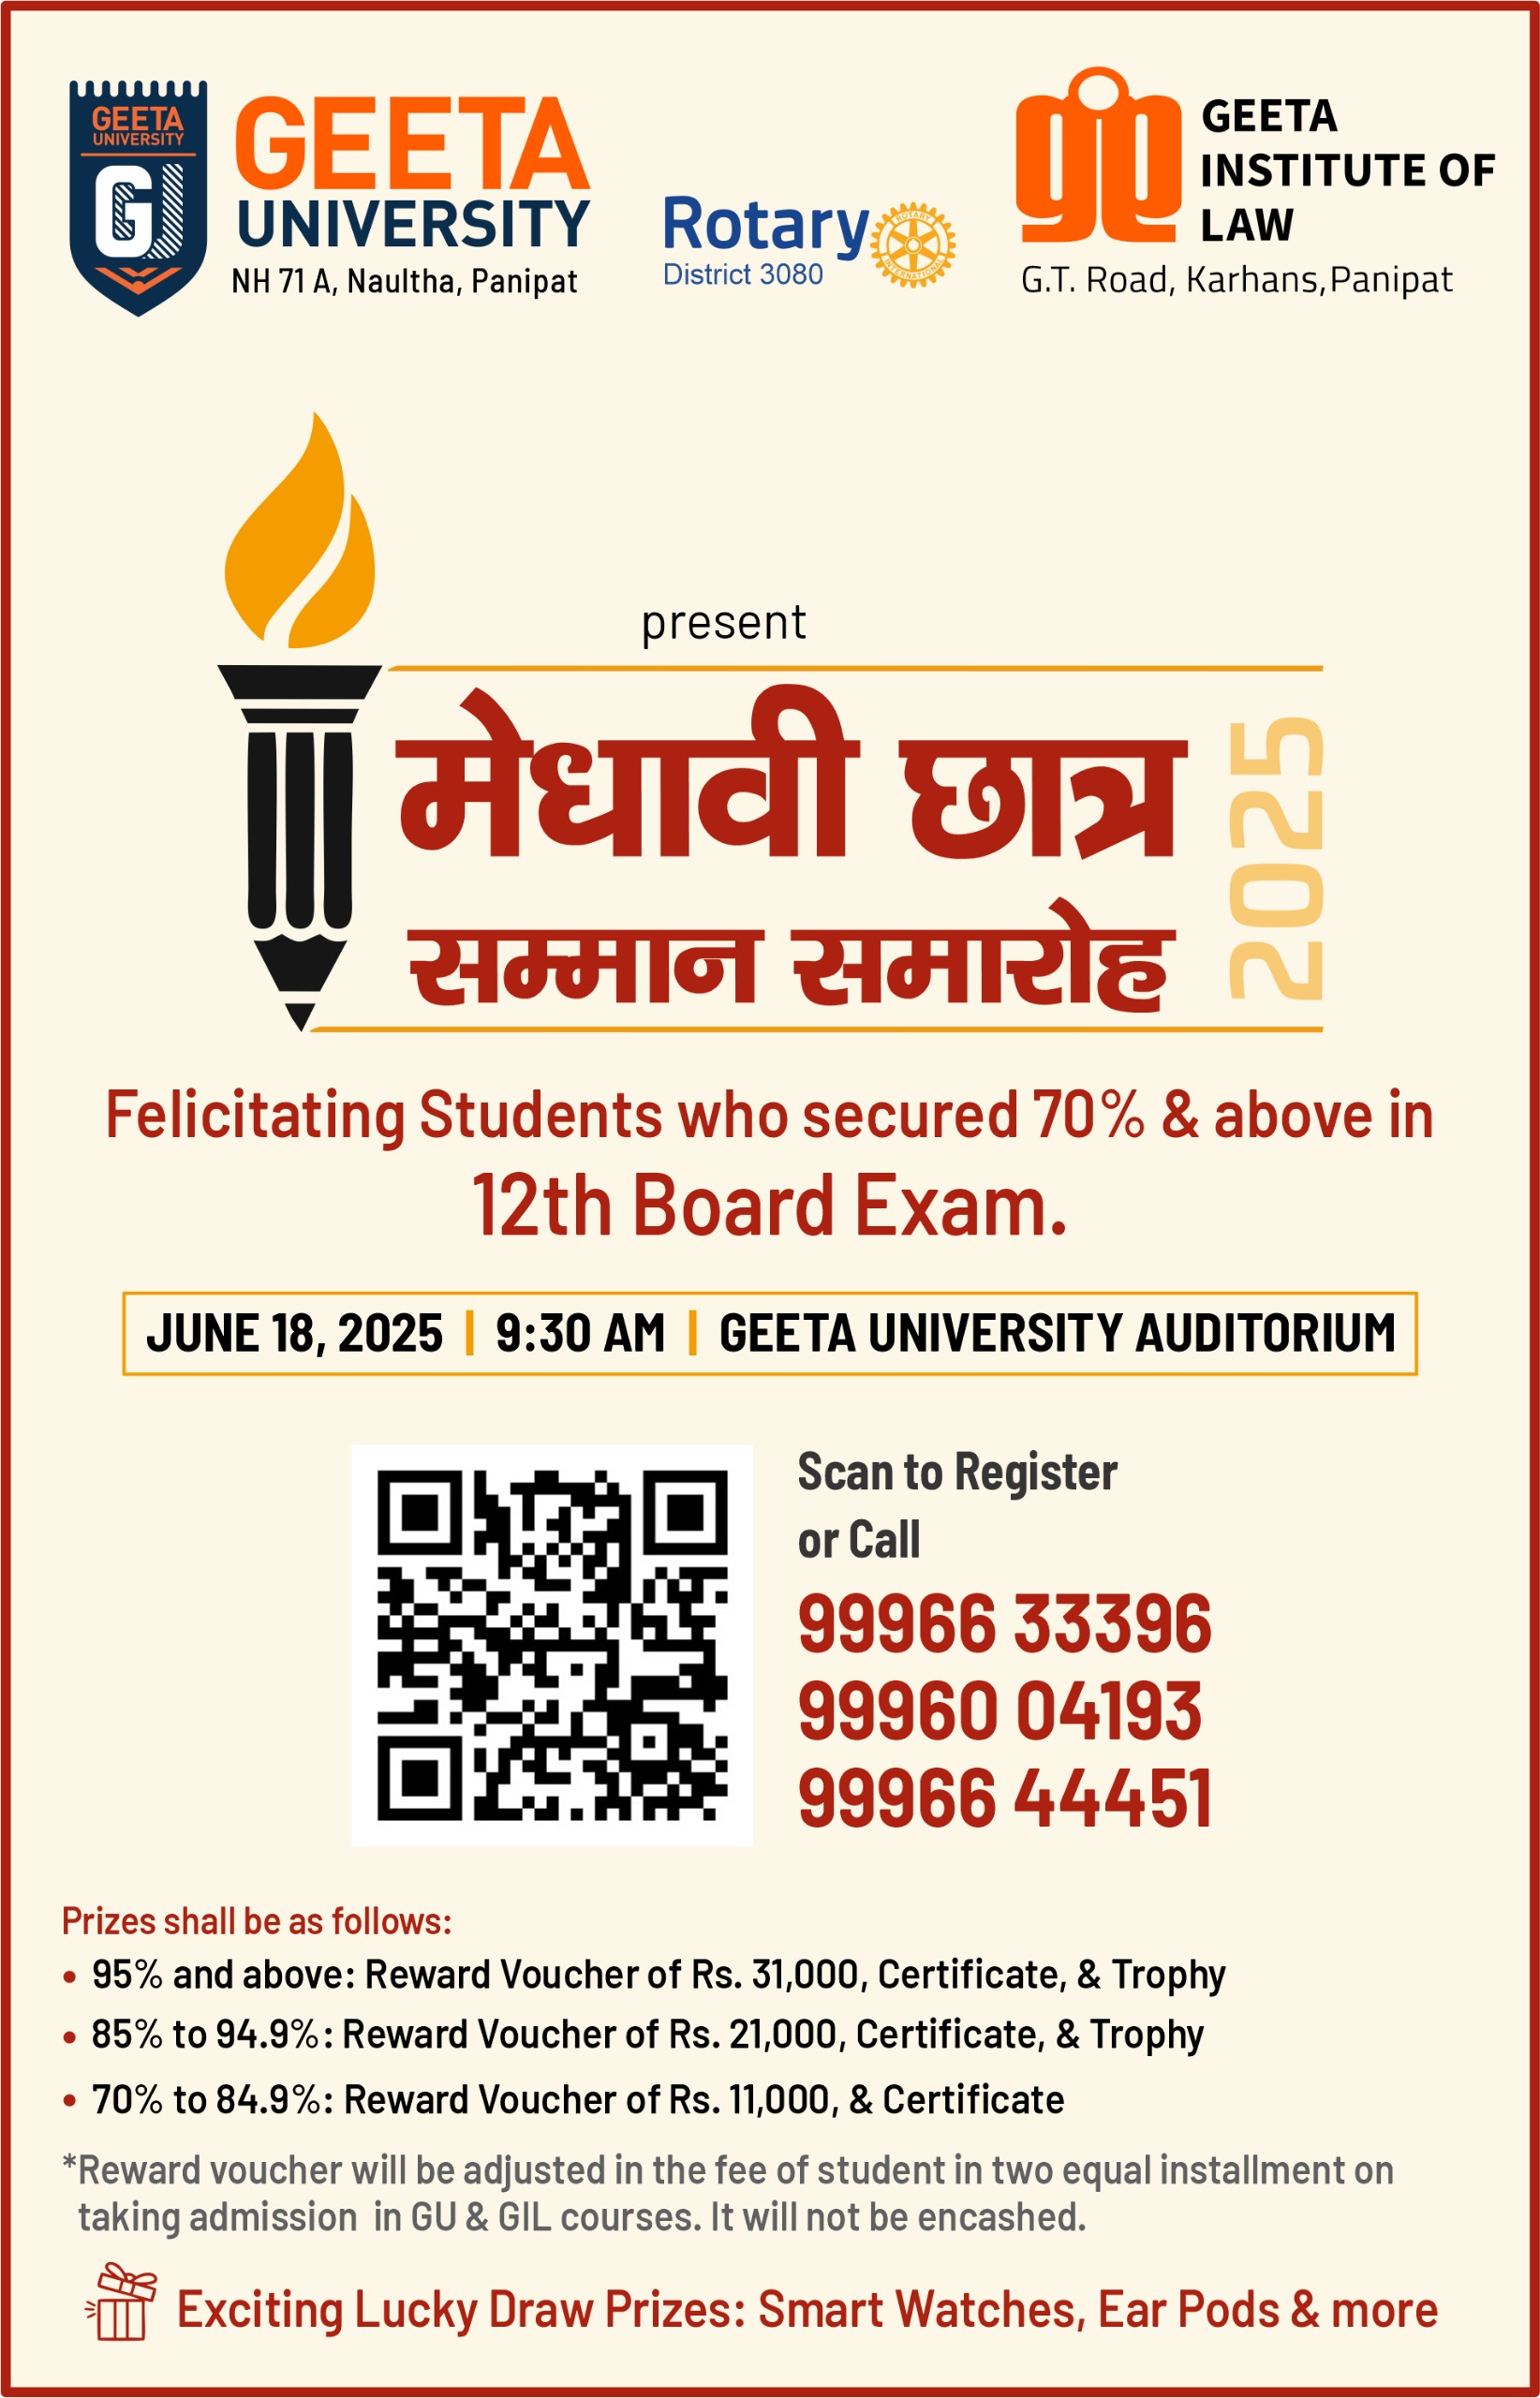 GEETA
UNIVERSITY
GU
GEETA
UNIVERSITY
NH 71 A, Naultha, Panipat
Rotary
District 3080
ROTARY
INTERNATIONAL
GEETA
INSTITUTE OF
LAW
G.T. Road, Karhans,Panipat
present
मेधावी छात्र
सम्मान समारोह
2025
Felicitating Students who secured 70% & above in
12th Board Exam.
JUNE 18, 2025 | 9:30 AM | GEETA UNIVERSITY AUDITORIUM
Scan to Register
or Call
99966 33396
99960 04193
99966 44451
Prizes shall be as follows:
• 95% and above: Reward Voucher of Rs. 31,000, Certificate, & Trophy
• 85% to 94.9%: Reward Voucher of Rs. 21,000, Certificate, & Trophy
• 70% to 84.9%: Reward Voucher of Rs. 11,000, & Certificate
*Reward voucher will be adjusted in the fee of student in two equal installment on
taking admission in GU & GIL courses. It will not be encashed.
Exciting Lucky Draw Prizes: Smart Watches, Ear Pods & more